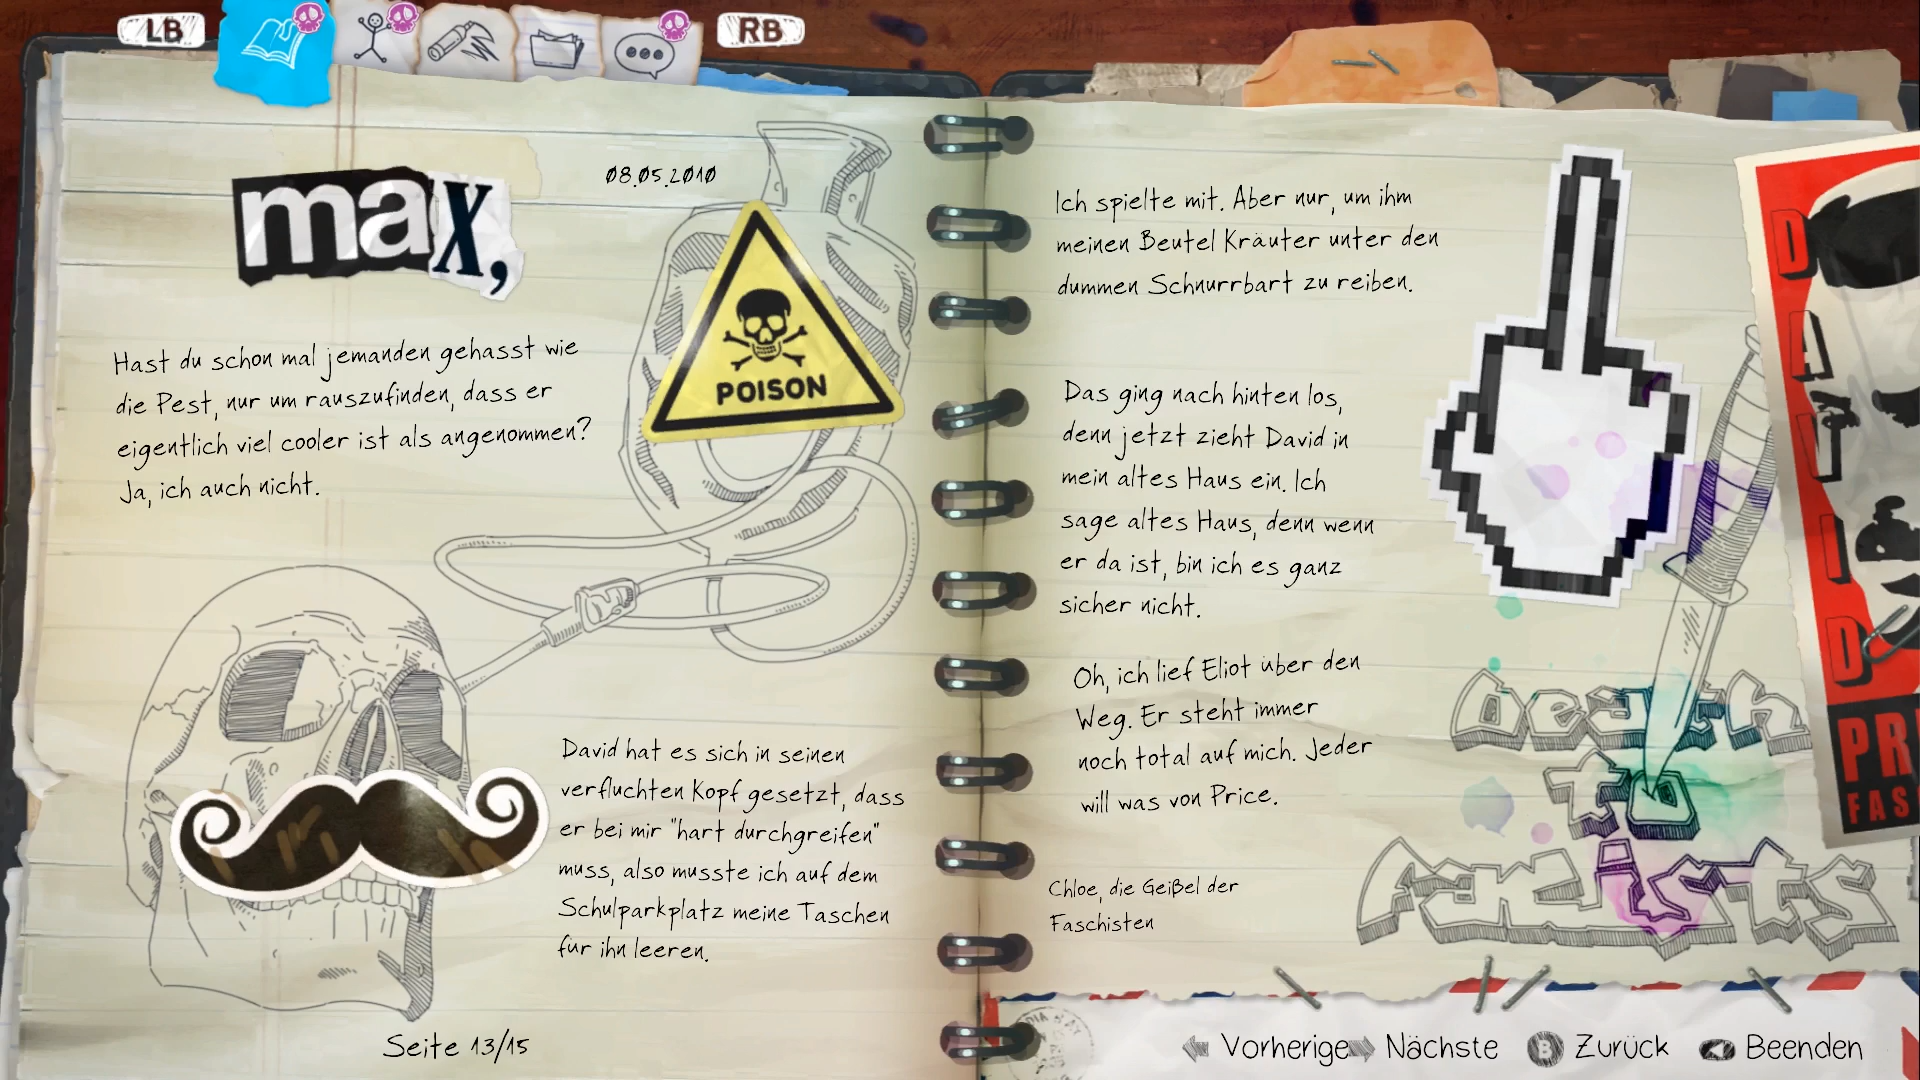 LB
RB
max,
08.05.2010
POISON
Hast du schon mal jemanden gehasst wie
die Pest, nur um rauszufinden, dass er
eigentlich viel cooler ist als angenommen?
Ja, ich auch nicht.
David hat es sich in seinen
verfluchten Kopf gesetzt, dass
er bei mir "hart durchgreifen"
muss, also musste ich auf dem
Schulparkplatz meine Taschen
für ihn leeren.
Seite 13/15
Ich spielte mit. Aber nur, um ihm
meinen Beutel Kräuter unter den
dummen Schnurrbart zu reiben.
Das ging nach hinten los,
denn jetzt zieht David in
mein altes Haus ein. Ich
sage altes Haus, denn wenn
er da ist, bin ich es ganz
sicher nicht.
Oh, ich lief Eliot über den
Weg. Er steht immer
noch total auf mich. Jeder
will was von Price.
Chloe, die Geißel der
Faschisten
DAVID
PR
FAS
Death
to
Fascists
Vorherige
Nächste
B Zurück
Beenden